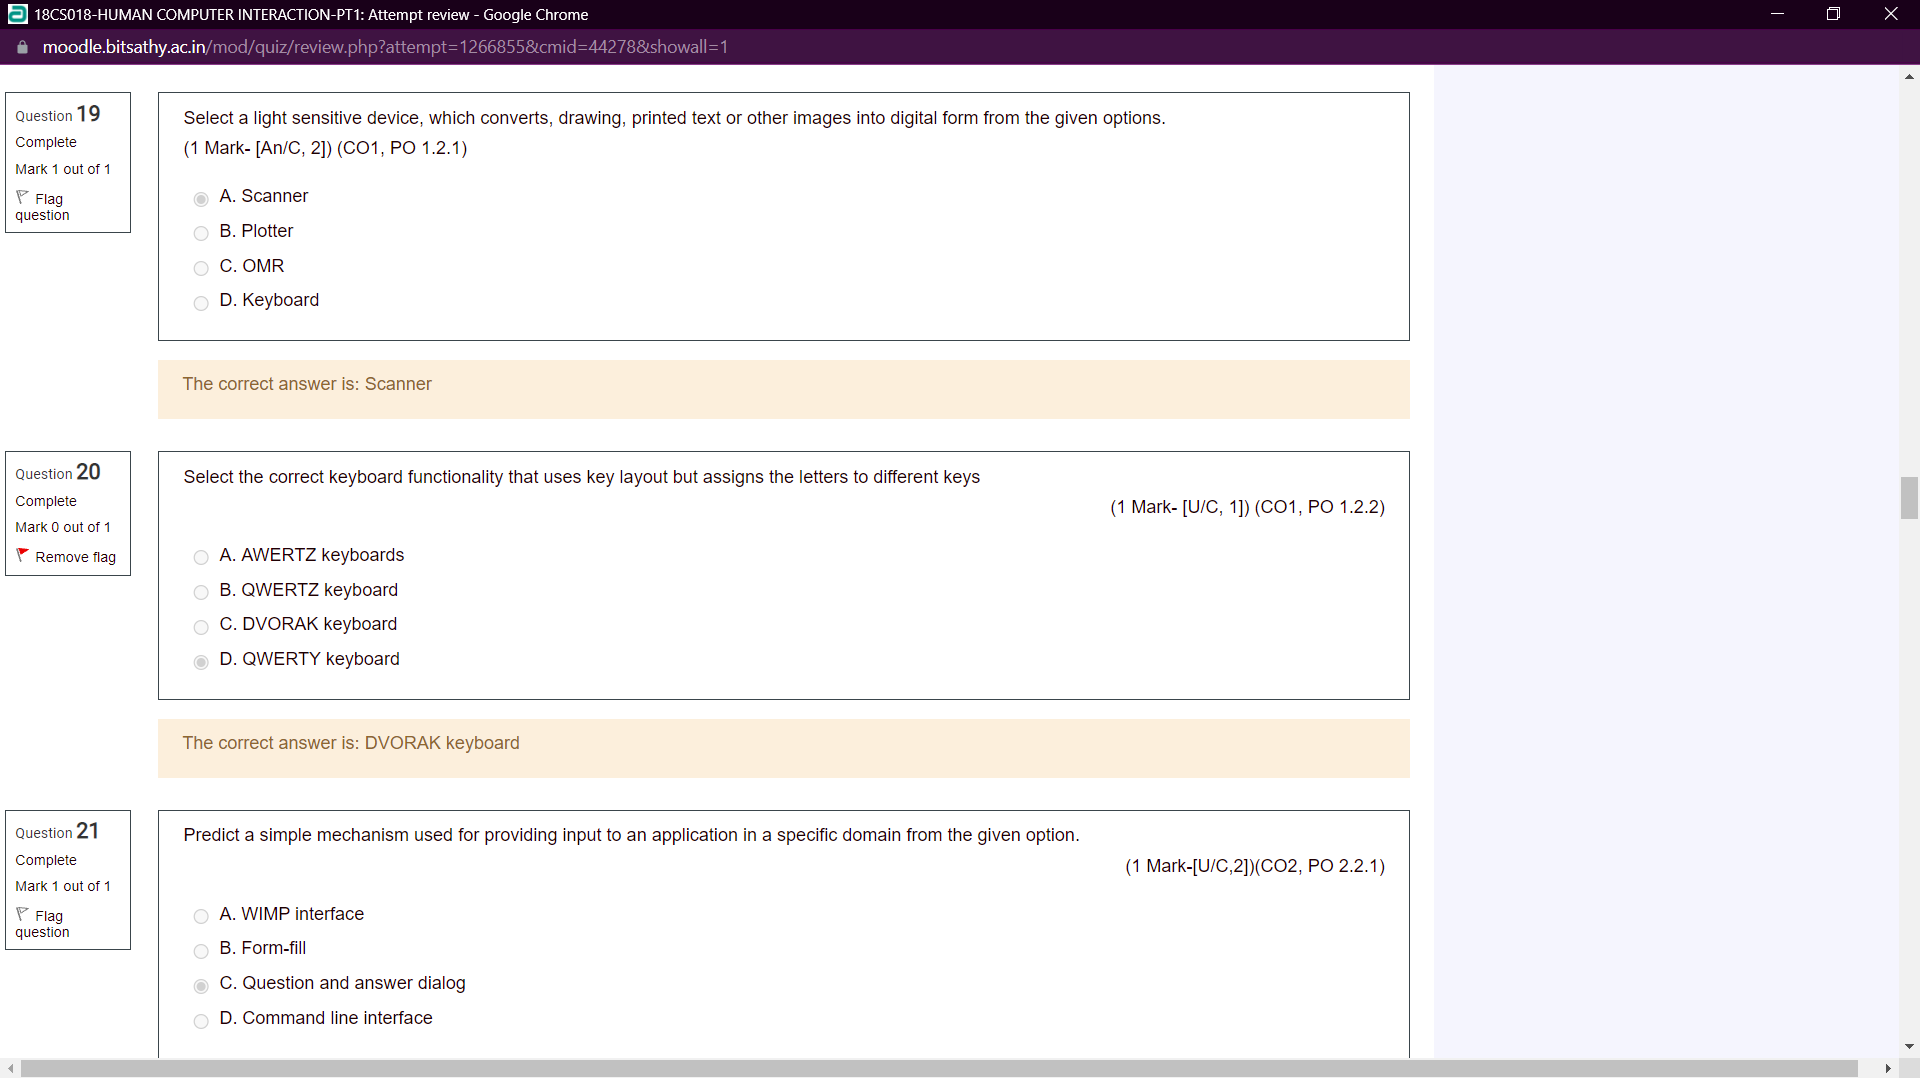 18CS018-HUMAN COMPUTER INTERACTION-PT1: Attempt review - Google Chrome
moodle.bitsathy.ac.in/mod/quiz/review.php?attempt=1266855&cmid=44278&showall=1
Question 19
Complete
Mark 1 out of 1
Flag
question
Select a light sensitive device, which converts, drawing, printed text or other images into digital form from the given options.
(1 Mark- [An/C, 2]) (CO1, PO 1.2.1)
A. Scanner
B. Plotter
C. OMR
D. Keyboard
The correct answer is: Scanner
Question 20
Complete
Mark 0 out of 1
Remove flag
Select the correct keyboard functionality that uses key layout but assigns the letters to different keys
(1 Mark- [U/C, 1]) (CO1, PO 1.2.2)
A. AWERTZ keyboards
B. QWERTZ keyboard
C. DVORAK keyboard
D. QWERTY keyboard
The correct answer is: DVORAK keyboard
Question 21
Complete
Mark 1 out of 1
Flag
question
Predict a simple mechanism used for providing input to an application in a specific domain from the given option.
(1 Mark-[U/C,2])(CO2, PO 2.2.1)
A. WIMP interface
B. Form-fill
C. Question and answer dialog
D. Command line interface